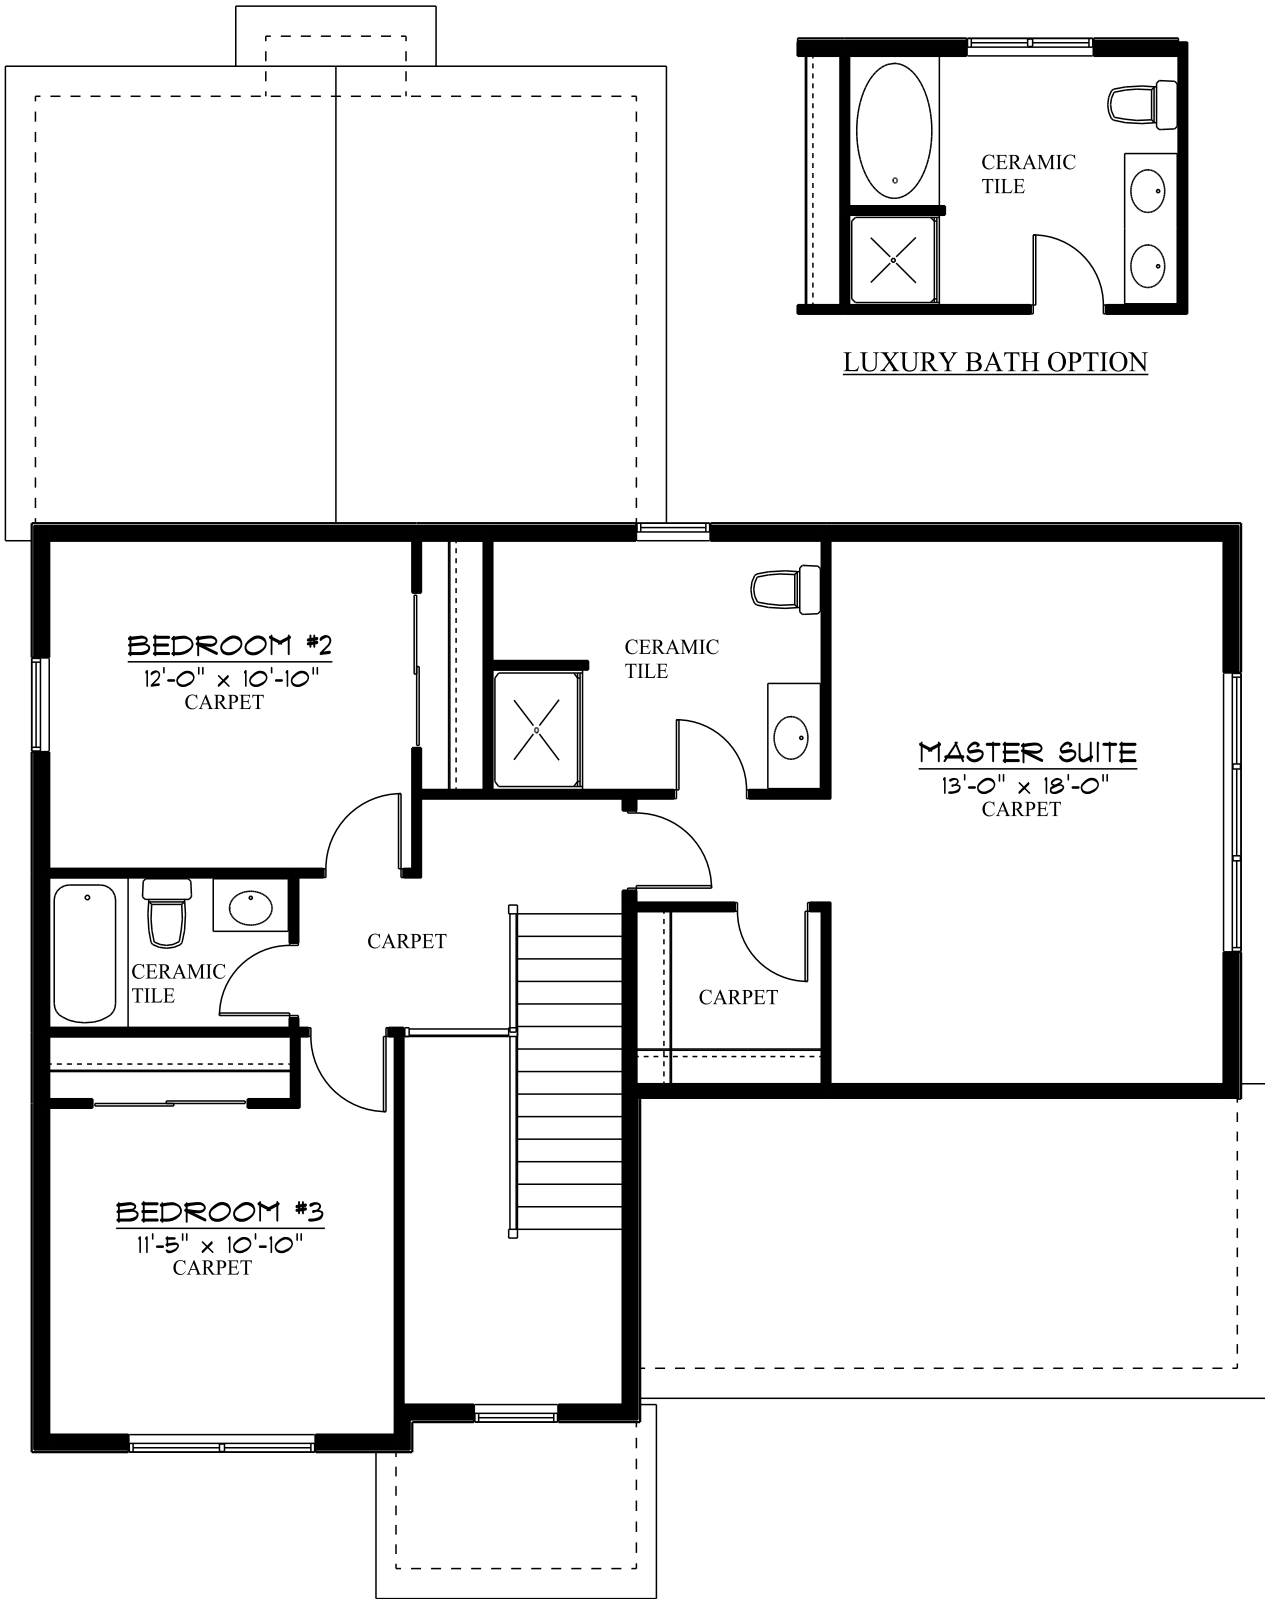 CERAMIC
TILE
LUXURY BATH OPTION
BEDROOM #2
12'-0" x 10'-10"
CARPET
CERAMIC
TILE
MASTER SUITE
13'-0" x 18'-0"
CARPET
CARPET
CERAMIC
TILE
CARPET
BEDROOM #3
11'-5" x 10'-10"
CARPET